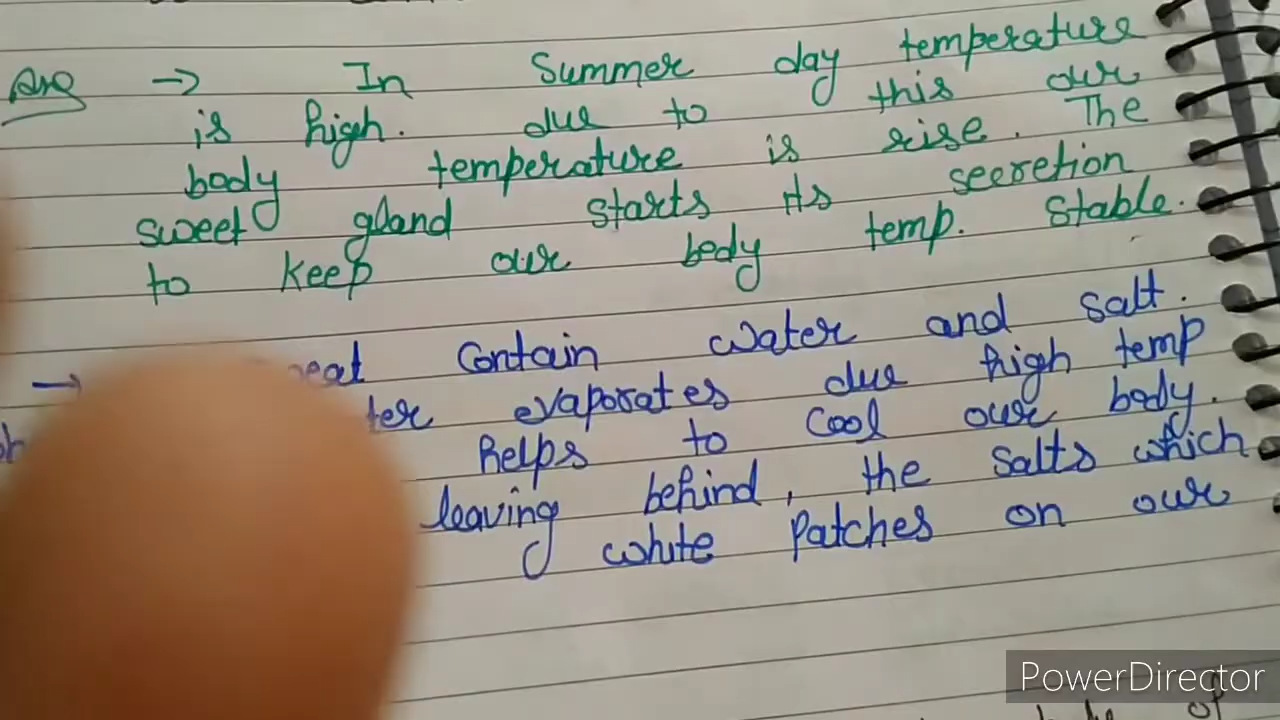 Ans → In Summer day temperature
is high. due to this our
body temperature is rise. The
sweet gland starts its seeretion
to keep our body temp. stable.
→ Contain water and salt.
evaporates due high temp
helps to cool our body.
leaving behind, the salts which
white patches on our
of
PowerDirector